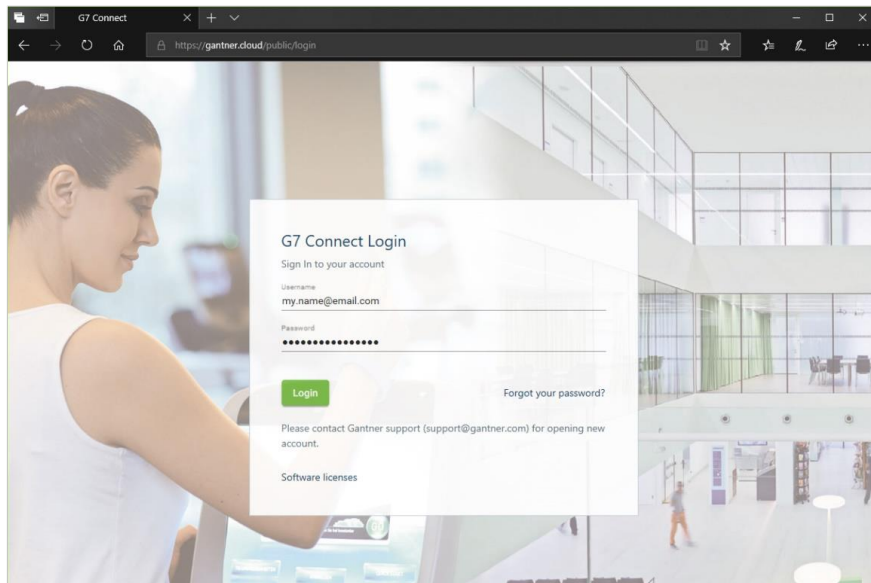 G7 Connect
https://gantner.cloud/public/login
G7 Connect Login
Sign In to your account
Username
my.name@email.com
Password
••••••••••••••••
Login
Forgot your password?
Please contact Gantner support (support@gantner.com) for opening new
account.
Software licenses
G7